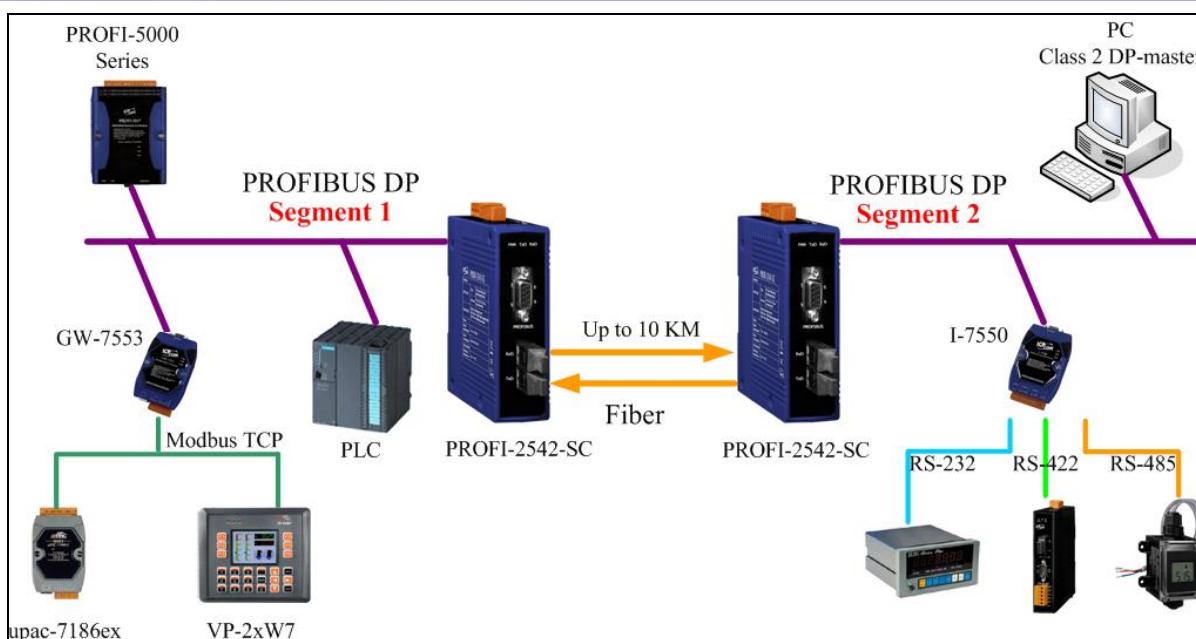 PROFI-5000
Series
PC
Class 2 DP-master
PROFIBUS DP
Segment 1
PROFIBUS DP
Segment 2
GW-7553
Up to 10 KM
I-7550
Fiber
Modbus TCP
PLC
PROFI-2542-SC
PROFI-2542-SC
RS-232
RS-422
RS-485
upac-7186ex
VP-2xW7
PROFIBUS
PROFIBUS